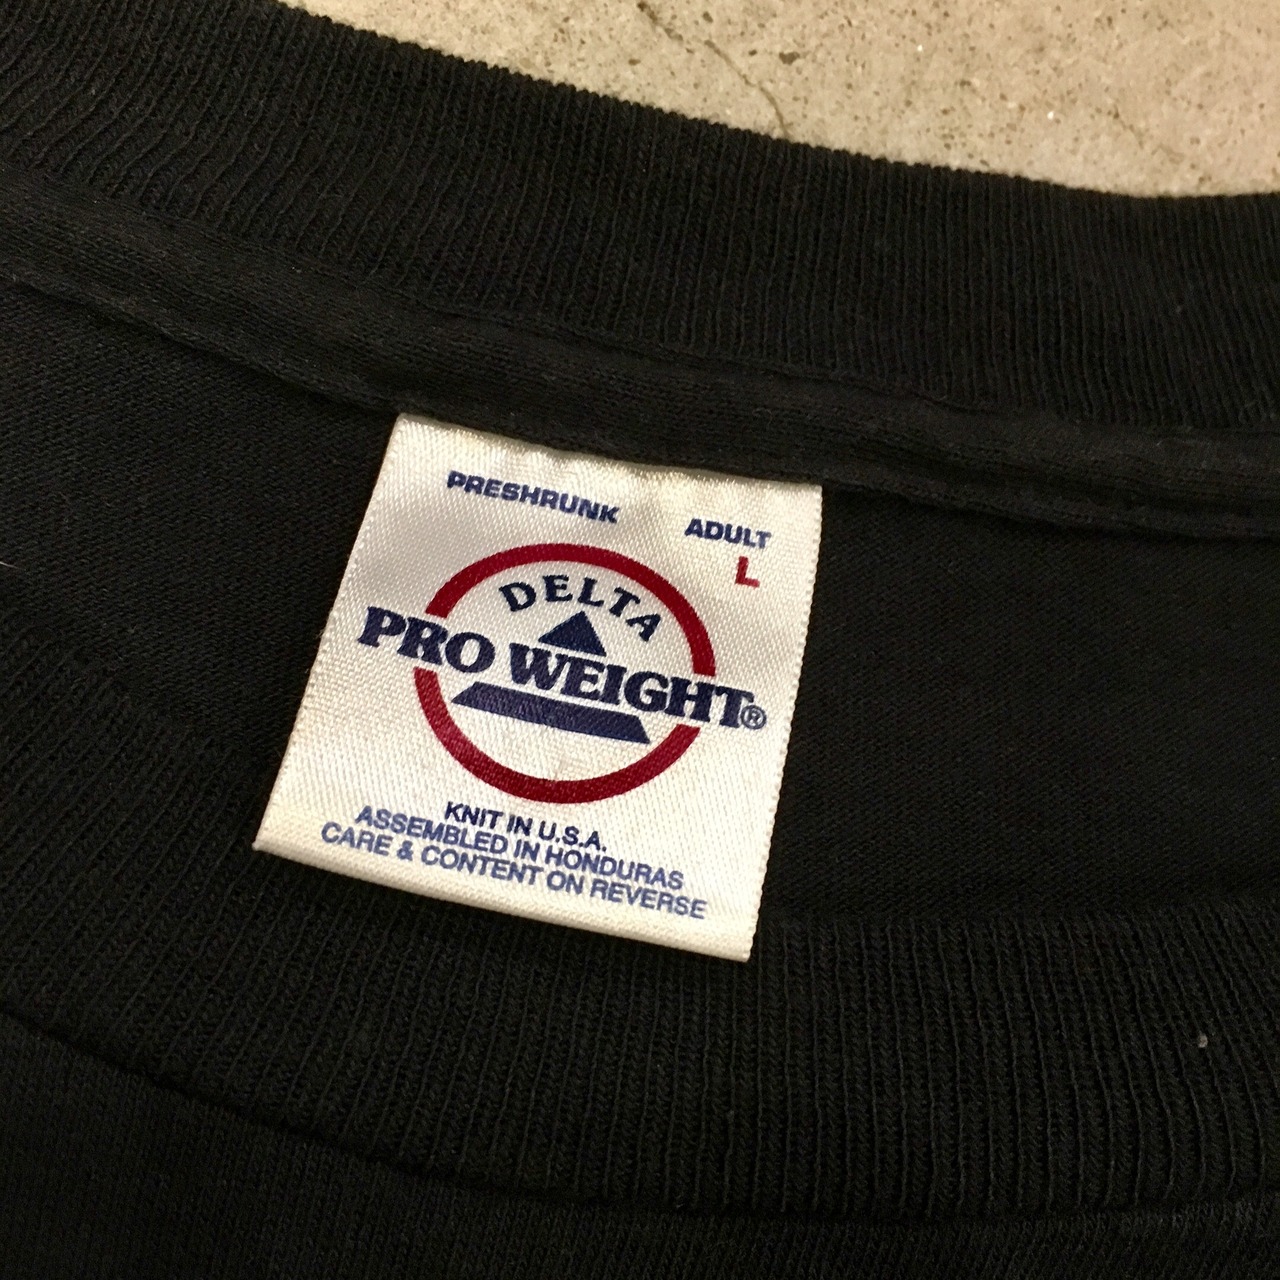 PRESHRUNK
ADULT
L
DELTA
PRO WEIGHT®
KNIT IN U.S.A.
ASSEMBLED IN HONDURAS
CARE & CONTENT ON REVERSE